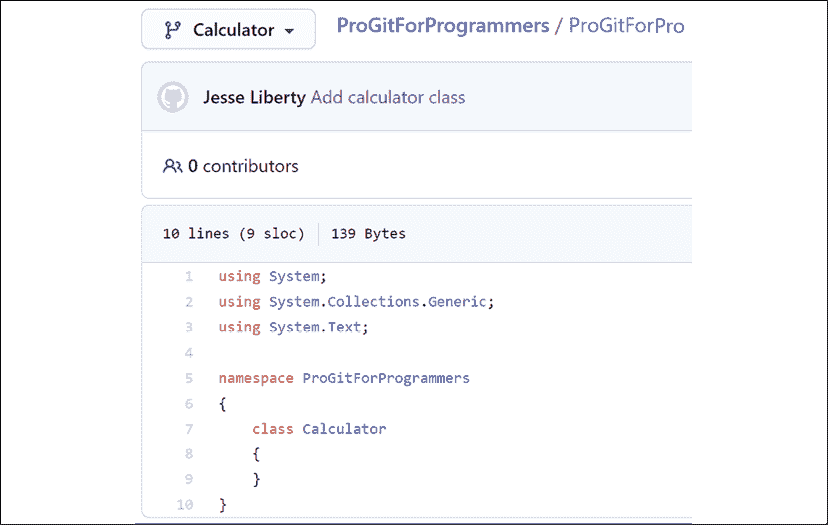 Calculator ProGitForProgrammers / ProGitForPro
Jesse Liberty Add calculator class
0 contributors
10 lines (9 sloc) 139 Bytes
1 using System;
2 using System.Collections.Generic;
3 using System.Text;
4
5 namespace ProGitForProgrammers
6 {
7     class Calculator
8     {
9     }
10 }